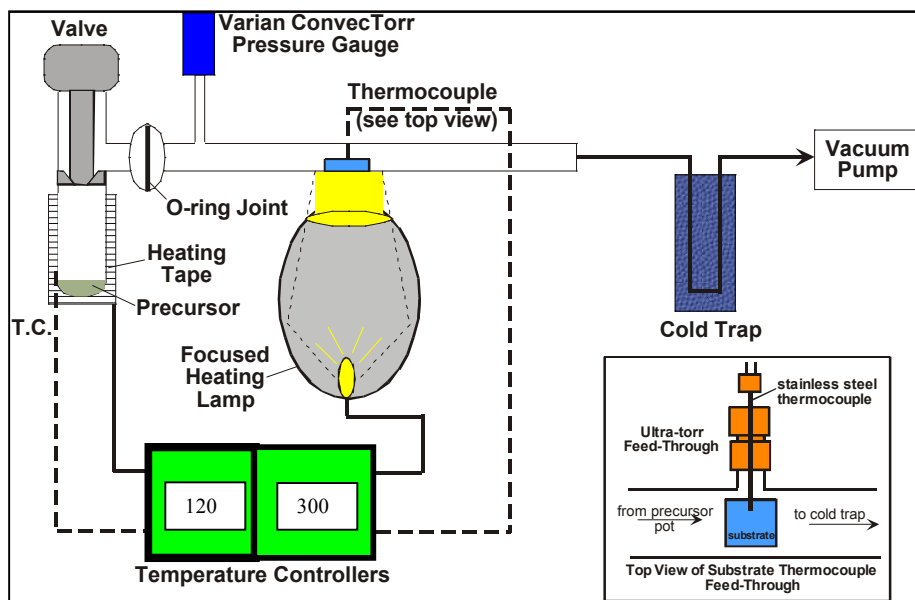 Valve
Varian ConvecTorr
Pressure Gauge
Thermocouple
(see top view)
Vacuum
Pump
O-ring Joint
Heating
Tape
Precursor
T.C.
Cold Trap
Focused
Heating
Lamp
120
300
Temperature Controllers
stainless steel
thermocouple
Ultra-torr
Feed-Through
from precursor
pot
to cold trap
substrate
Top View of Substrate Thermocouple
Feed-Through